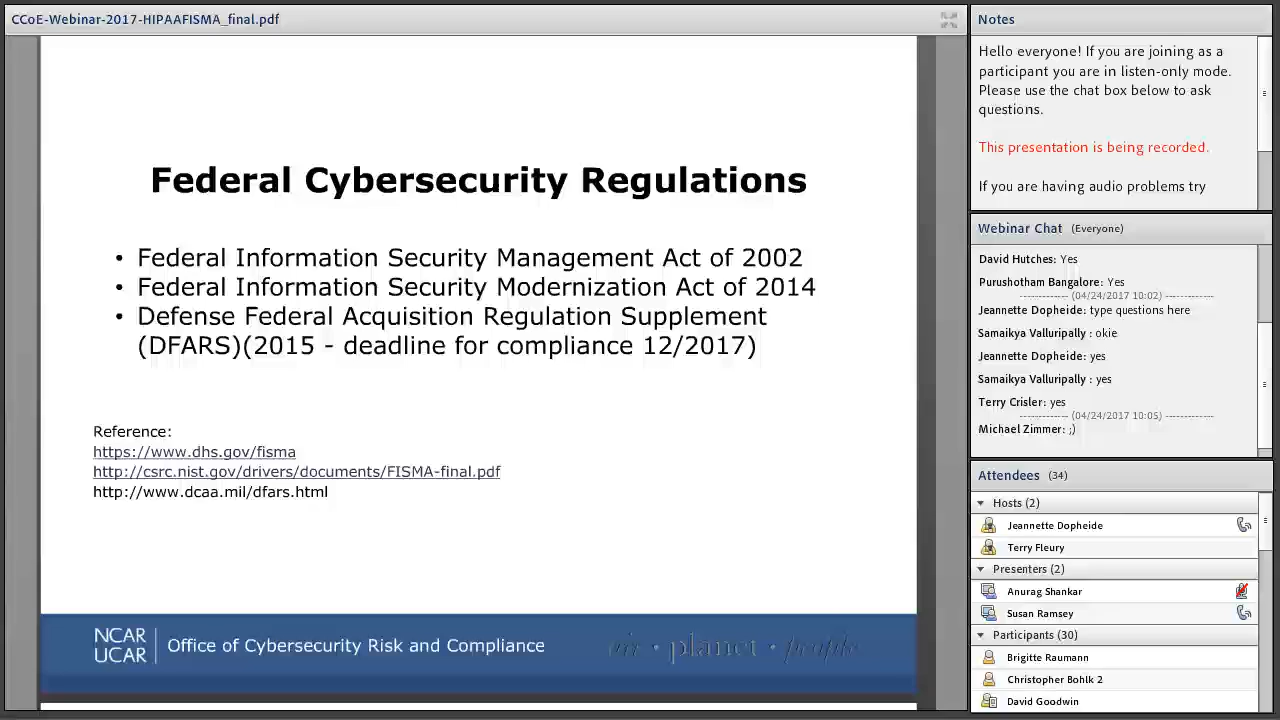 CCoE-Webinar-2017-HIPAAFISMA_final.pdf
Federal Cybersecurity Regulations
• Federal Information Security Management Act of 2002
• Federal Information Security Modernization Act of 2014
• Defense Federal Acquisition Regulation Supplement
(DFARS)(2015 - deadline for compliance 12/2017)
Reference:
https://www.dhs.gov/fisma
http://csrc.nist.gov/drivers/documents/FISMA-final.pdf
http://www.dcaa.mil/dfars.html
NCAR
UCAR
Office of Cybersecurity Risk and Compliance
air • planet • people
Notes
Hello everyone! If you are joining as a
participant you are in listen-only mode.
Please use the chat box below to ask
questions.
This presentation is being recorded.
If you are having audio problems try
Webinar Chat (Everyone)
David Hutches: Yes
Purushotham Bangalore: Yes
------------ (04/24/2017 10:02) ------------
Jeannette Dopheide: type questions here
Samaikya Valluripally : okie
Jeannette Dopheide: yes
Samaikya Valluripally : yes
Terry Crisler: yes
------------ (04/24/2017 10:05) ------------
Michael Zimmer: ;)
Attendees (34)
Hosts (2)
Jeannette Dopheide
Terry Fleury
Presenters (2)
Anurag Shankar
Susan Ramsey
Participants (30)
Brigitte Raumann
Christopher Bohlk 2
David Goodwin